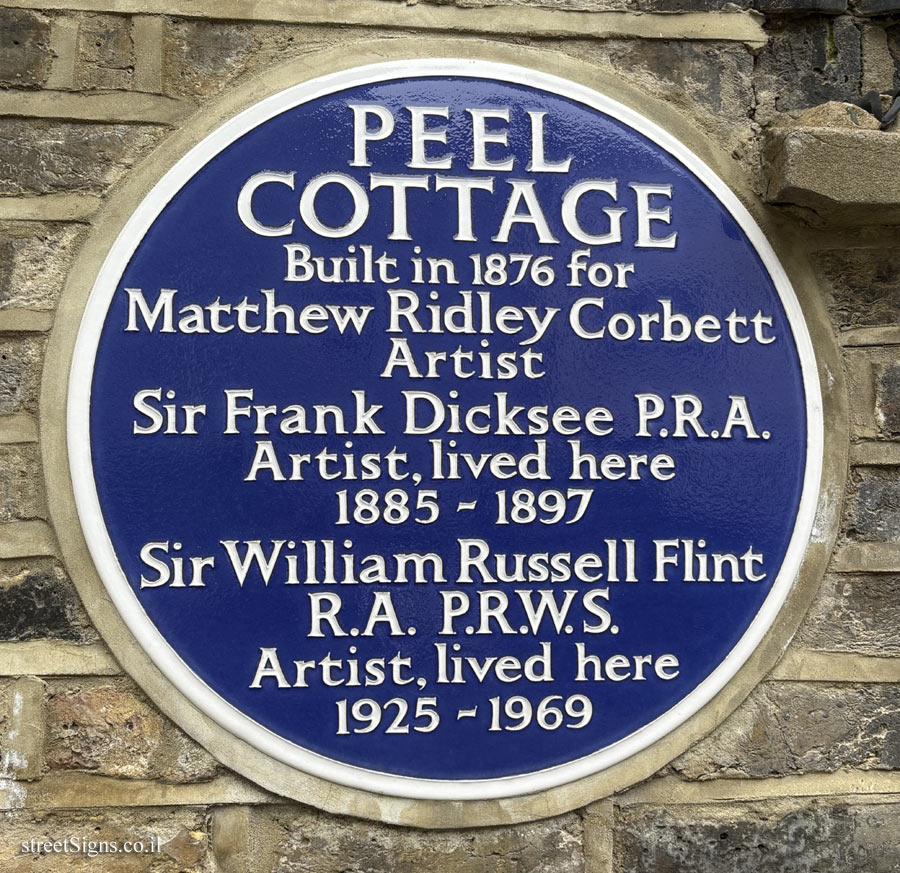 PEEL
COTTAGE
Built in 1876 for
Matthew Ridley Corbett
Artist
Sir Frank Dicksee P.R.A.
Artist, lived here
1885 - 1897
Sir William Russell Flint
R.A. P.R.W.S.
Artist, lived here
1925 - 1969
streetSigns.co.il